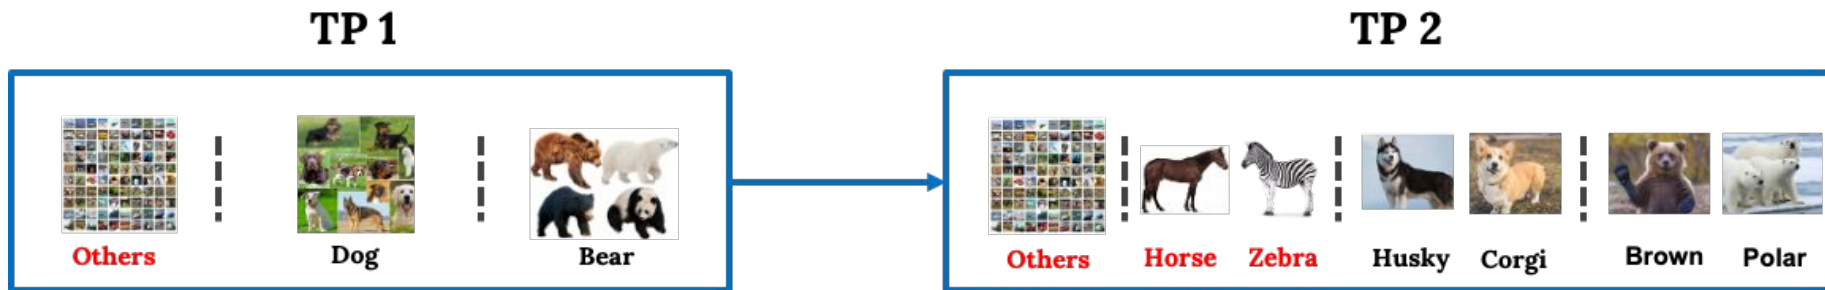 TP 1
TP 2
Others Dog Bear
Others Horse Zebra Husky Corgi Brown Polar